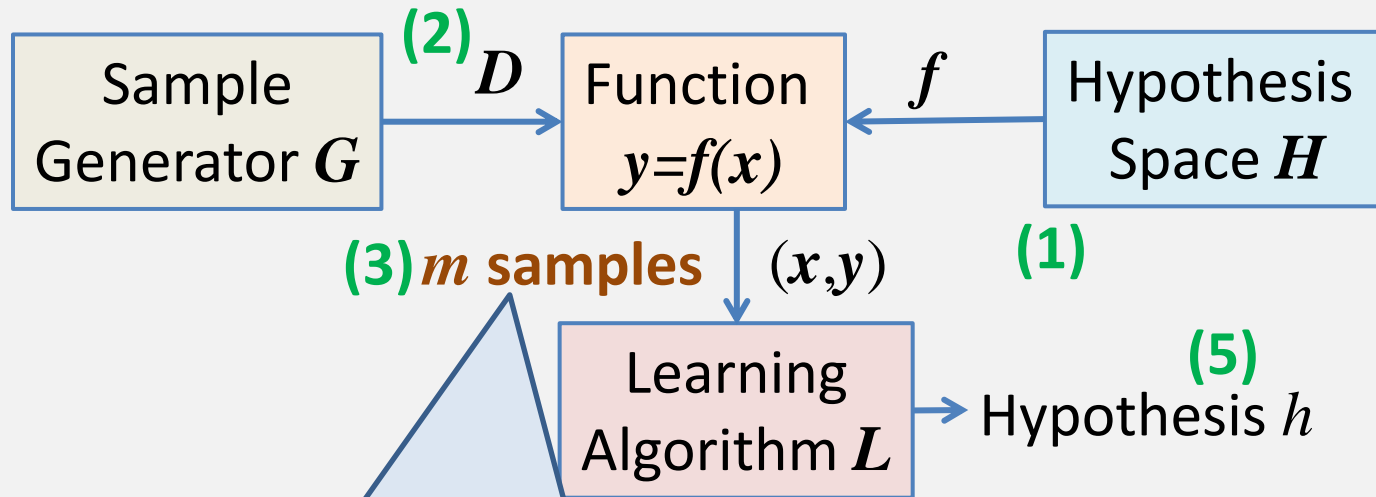 (2)
D
f
Sample
Generator G
Function
y=f(x)
Hypothesis
Space H
(3) m samples
(x,y)
(1)
Learning
Algorithm L
(5)
Hypothesis h